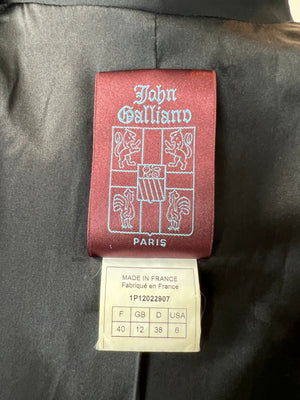 John
Galliano
PARIS
MADE IN FRANCE
Fabriqué en France
1P12022907
F GB D USA
40 12 38 6